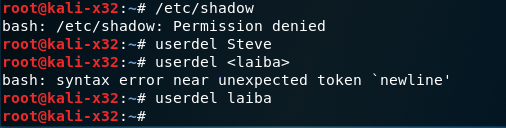 root@kali-x32:~# /etc/shadow
bash: /etc/shadow: Permission denied
root@kali-x32:~# userdel Steve
root@kali-x32:~# userdel <laiba>
bash: syntax error near unexpected token `newline'
root@kali-x32:~# userdel laiba
root@kali-x32:~#